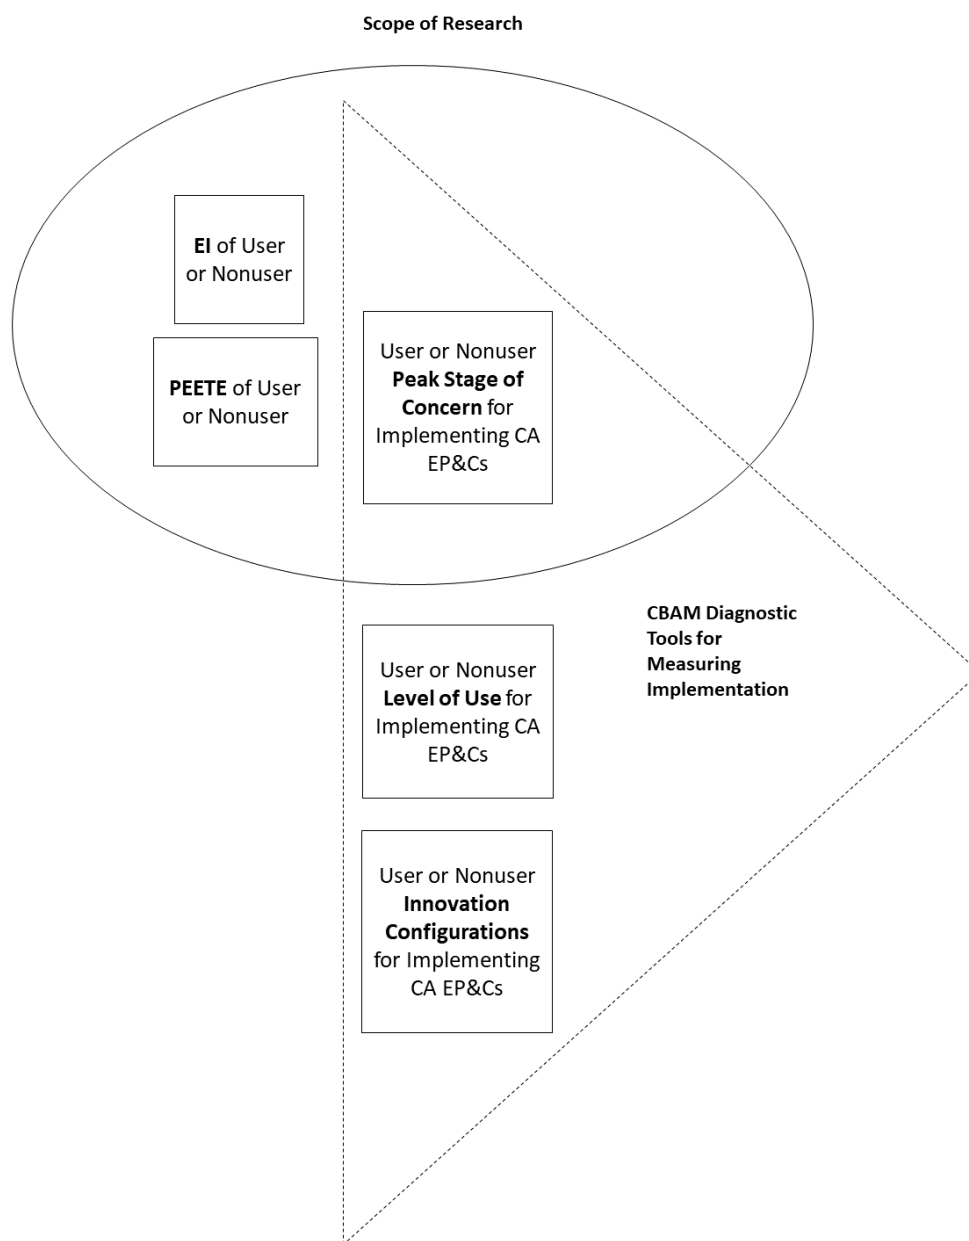 Scope of Research
EI of User
or Nonuser
PEETE of User
or Nonuser
User or Nonuser
Peak Stage of
Concern for
Implementing CA
EP&Cs
CBAM Diagnostic
Tools for
Measuring
Implementation
User or Nonuser
Level of Use for
Implementing CA
EP&Cs
User or Nonuser
Innovation
Configurations
for Implementing
CA EP&Cs